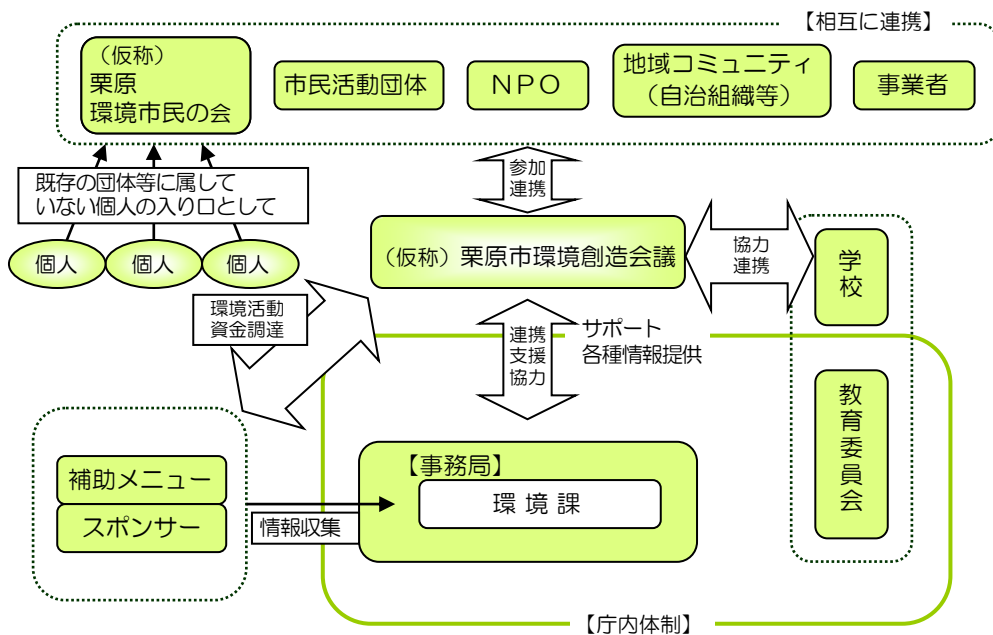 【相互に連携】
（仮称）
栗原
環境市民の会
市民活動団体
ＮＰＯ
地域コミュニティ
（自治組織等）
事業者
既存の団体等に属して
いない個人の入り口として
個人
個人
個人
参加
連携
（仮称）栗原市環境創造会議
協力
連携
学校
環境活動
資金調達
連携
支援
協力
サポート
各種情報提供
教育委員会
補助メニュー
スポンサー
情報収集
【事務局】
環 境 課
【庁内体制】